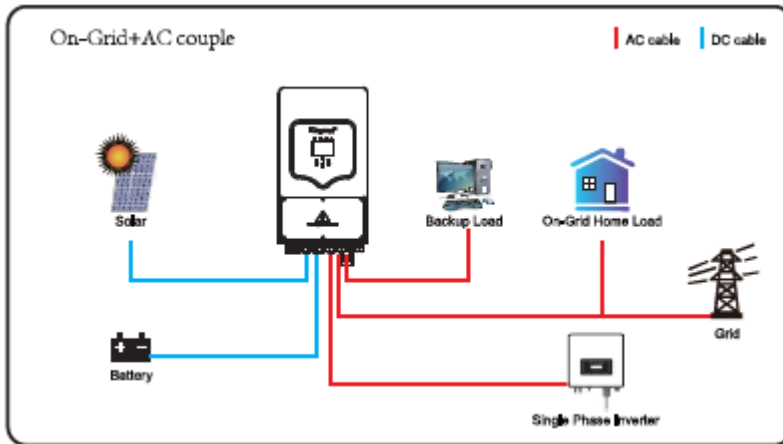 On-Grid+AC couple
AC cable
DC cable
Solar
Backup Load
On-Grid Home Load
Grid
Battery
Single Phase Inverter